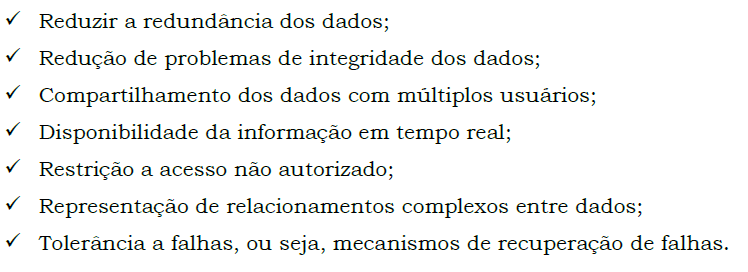 ✓ Reduzir a redundância dos dados;
✓ Redução de problemas de integridade dos dados;
✓ Compartilhamento dos dados com múltiplos usuários;
✓ Disponibilidade da informação em tempo real;
✓ Restrição a acesso não autorizado;
✓ Representação de relacionamentos complexos entre dados;
✓ Tolerância a falhas, ou seja, mecanismos de recuperação de falhas.